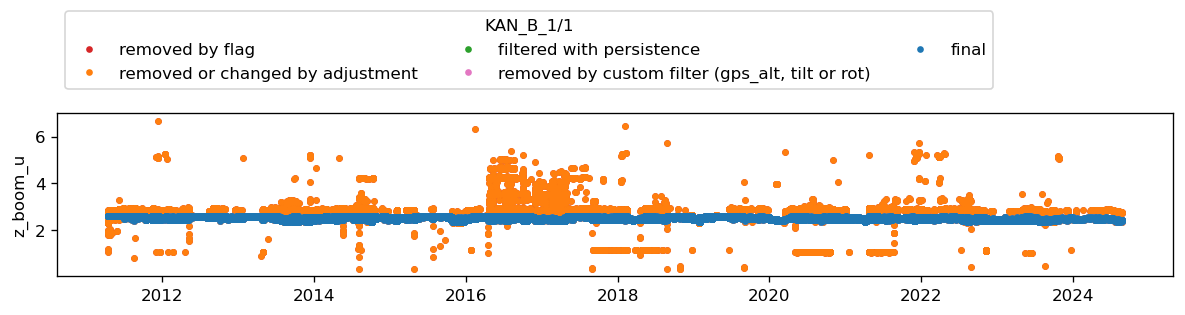 KAN_B_1/1
removed by flag
filtered with persistence
final
removed or changed by adjustment
removed by custom filter (gps_alt, tilt or rot)
z_boom_u
6
4
2
2012 2014 2016 2018 2020 2022 2024